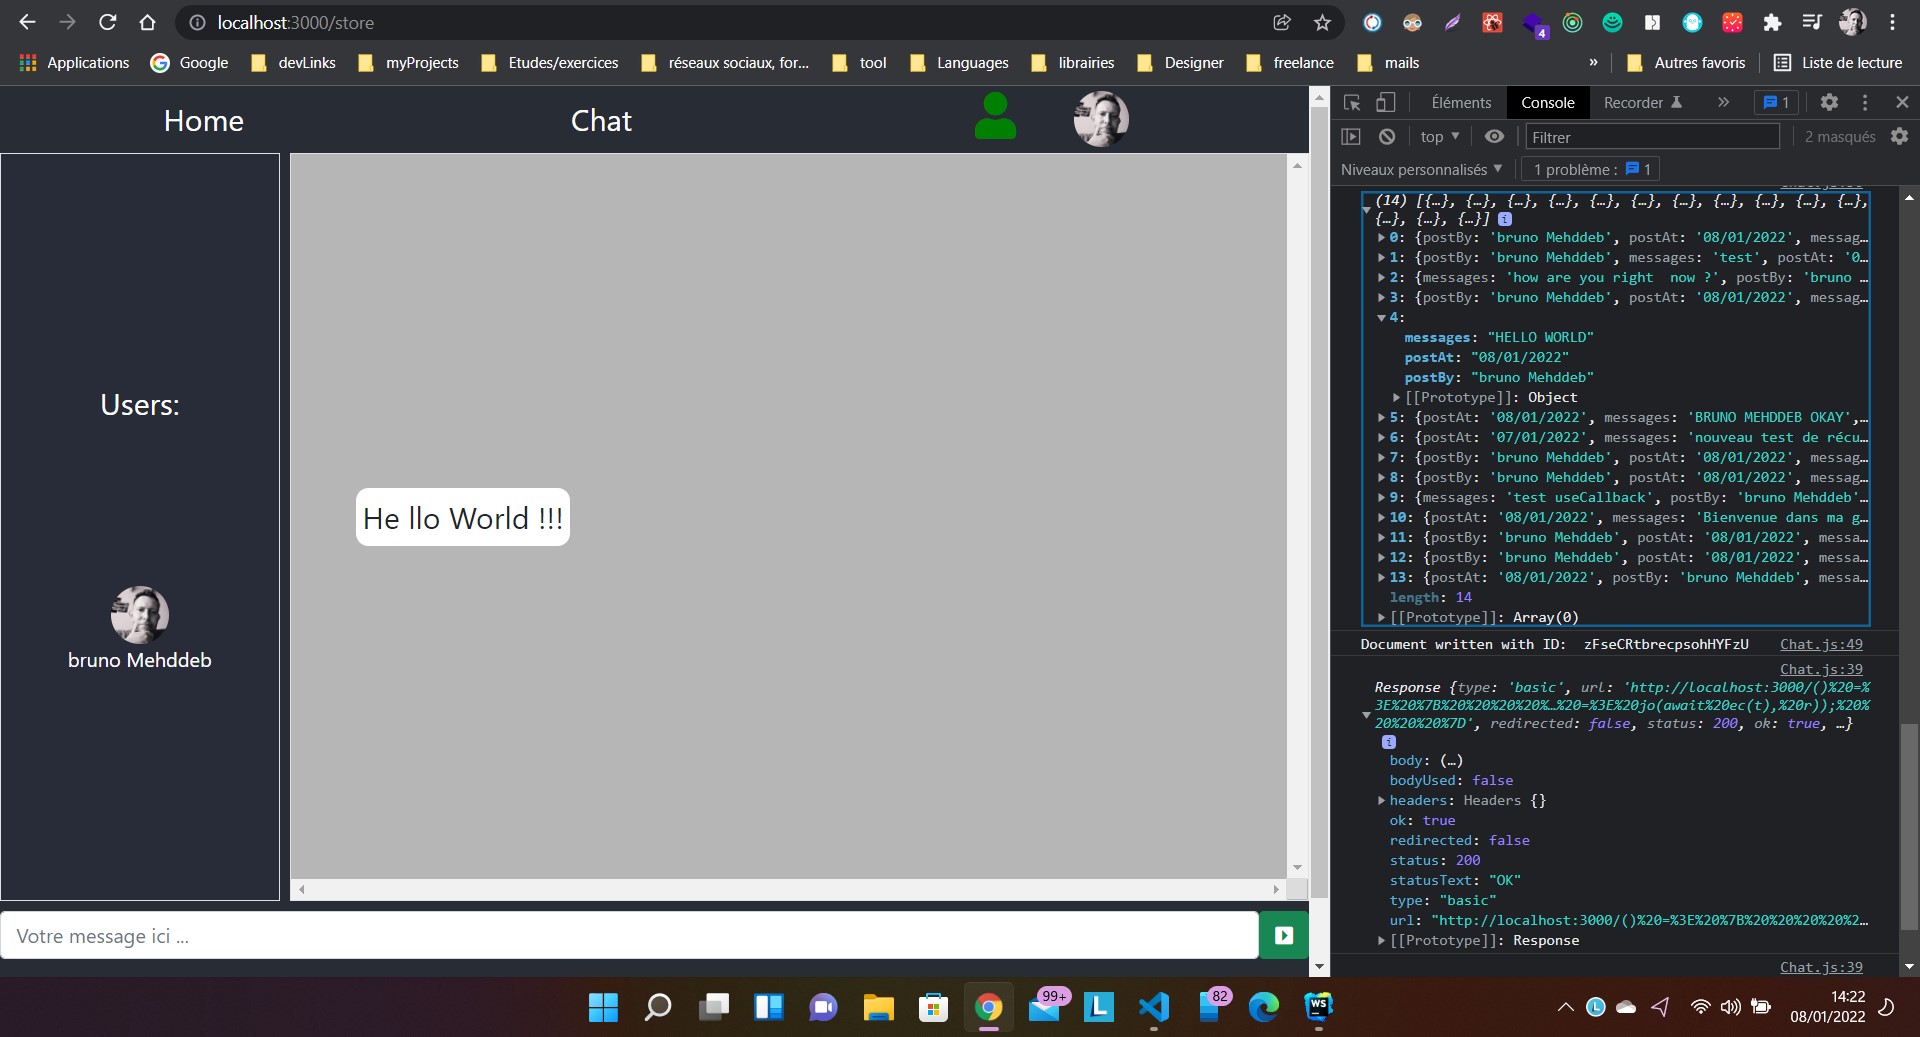 localhost:3000/store
4
Applications Google devLinks myProjects Etudes/exercices réseaux sociaux, for... tool Languages librairies Designer freelance mails » Autres favoris Liste de lecture
Home Chat
Users:
bruno Mehddeb
He llo World !!!
Votre message ici ...
Éléments Console Recorder » 1
top Filtrer 2 masqués
Niveaux personnalisés 1 problème : 1
(14) [{…}, {…}, {…}, {…}, {…}, {…}, {…}, {…}, {…}, {…}, {…},
{…}, {…}, {…}] i
0: {postBy: 'bruno Mehddeb', postAt: '08/01/2022', messag…
1: {postBy: 'bruno Mehddeb', messages: 'test', postAt: '0…
2: {messages: 'how are you right  now ?', postBy: 'bruno …
3: {postBy: 'bruno Mehddeb', postAt: '08/01/2022', messag…
4:
messages: "HELLO WORLD"
postAt: "08/01/2022"
postBy: "bruno Mehddeb"
[[Prototype]]: Object
5: {postAt: '08/01/2022', messages: 'BRUNO MEHDDEB OKAY',…
6: {postAt: '07/01/2022', messages: 'nouveau test de récu…
7: {postBy: 'bruno Mehddeb', postAt: '08/01/2022', messag…
8: {postBy: 'bruno Mehddeb', postAt: '08/01/2022', messag…
9: {messages: 'test useCallback', postBy: 'bruno Mehddeb'…
10: {postAt: '08/01/2022', messages: 'Bienvenue dans ma g…
11: {postBy: 'bruno Mehddeb', postAt: '08/01/2022', messa…
12: {postBy: 'bruno Mehddeb', postAt: '08/01/2022', messa…
13: {postAt: '08/01/2022', postBy: 'bruno Mehddeb', messa…
length: 14
[[Prototype]]: Array(0)
Document written with ID:  zFseCRtbrecpsohHYFzU Chat.js:49
Chat.js:39
Response {type: 'basic', url: 'http://localhost:3000/()%20=%
3E%20%7B%20%20%20%20%…%20=%3E%20jo(await%20ec(t),%20r));%20%
20%20%20%20%7D', redirected: false, status: 200, ok: true, …}
i
body: (…)
bodyUsed: false
headers: Headers {}
ok: true
redirected: false
status: 200
statusText: "OK"
type: "basic"
url: "http://localhost:3000/()%20=%3E%20%7B%20%20%20%20%2…
[[Prototype]]: Response
Chat.js:39
99+ L 82 WS L 14:22
08/01/2022